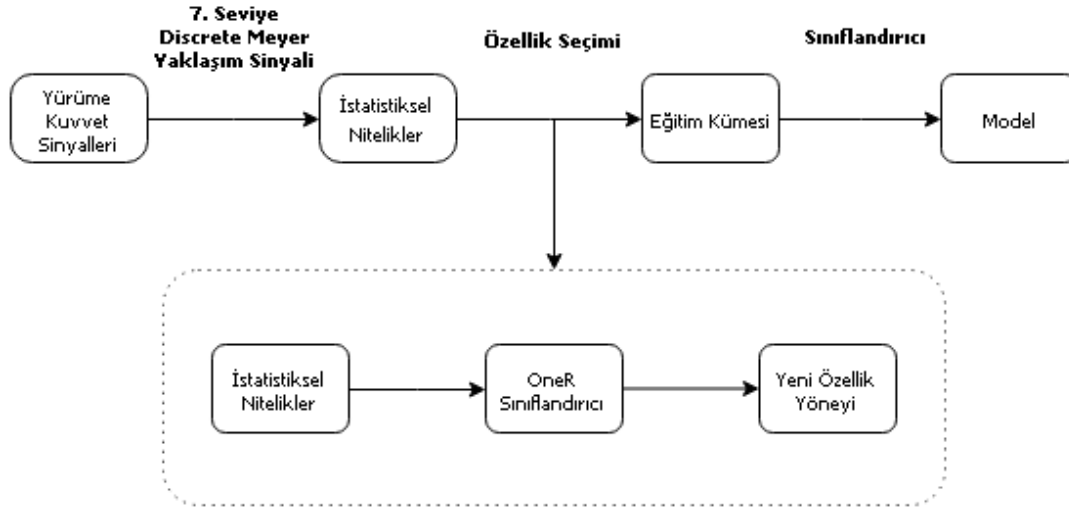 7. Seviye
Discrete Meyer
Yaklaşım Sinyali
Özellik Seçimi
Sınıflandırıcı
Yürüme
Kuvvet
Sinyalleri
İstatistiksel
Nitelikler
Eğitim Kümesi
Model
İstatistiksel
Nitelikler
OneR
Sınıflandırıcı
Yeni Özellik
Yöneyi